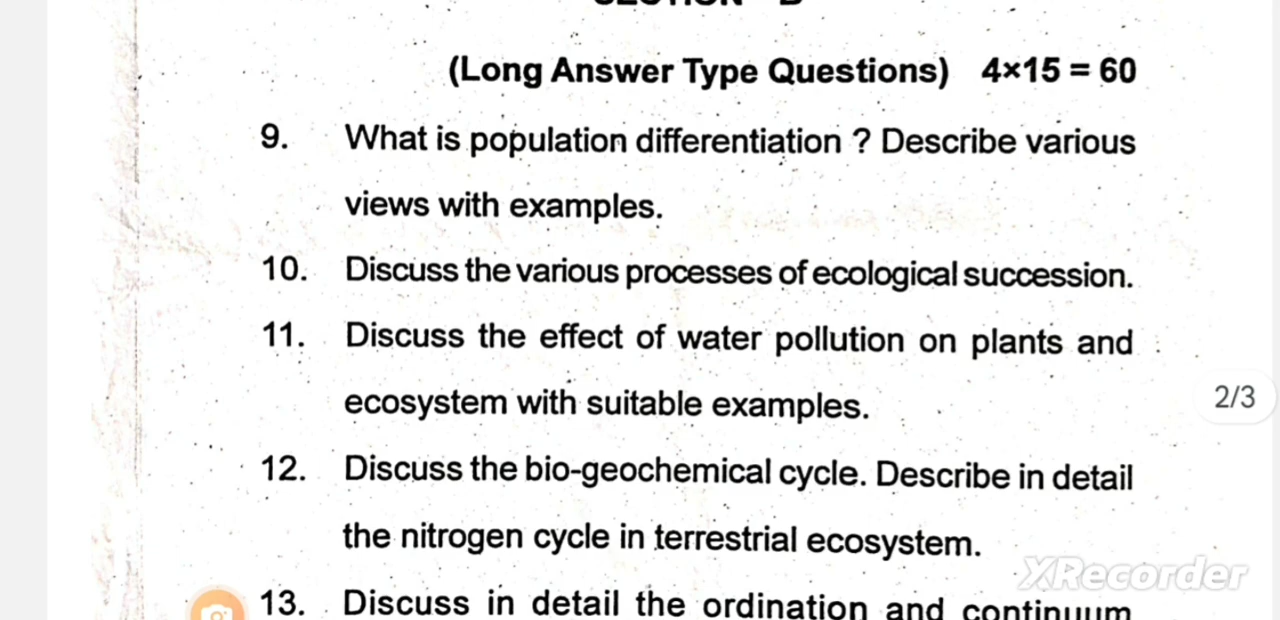 (Long Answer Type Questions) 4×15 = 60
9. What is population differentiation ? Describe various
views with examples.
10. Discuss the various processes of ecological succession.
11. Discuss the effect of water pollution on plants and
ecosystem with suitable examples.
2/3
12. Discuss the bio-geochemical cycle. Describe in detail
the nitrogen cycle in terrestrial ecosystem.
XRecorder
13. Discuss in detail the ordination and continuum